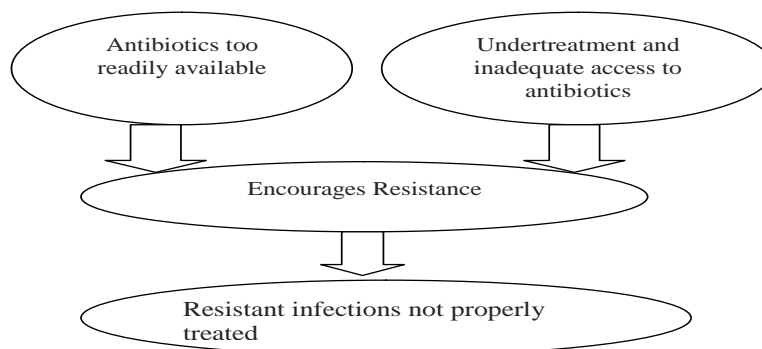 Antibiotics too
readily available
Undertreatment and
inadequate access to
antibiotics
Encourages Resistance
Resistant infections not properly
treated